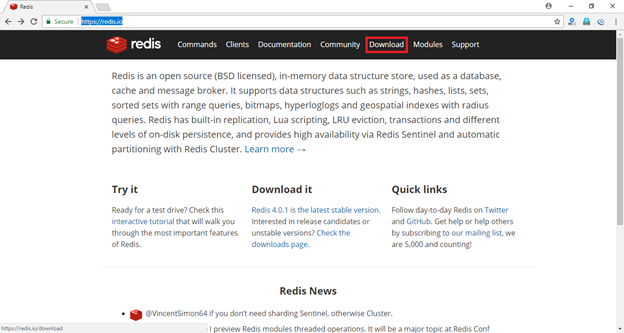 Redis
Secure https://redis.io
redis Commands Clients Documentation Community Download Modules Support
Redis is an open source (BSD licensed), in-memory data structure store, used as a database,
cache and message broker. It supports data structures such as strings, hashes, lists, sets,
sorted sets with range queries, bitmaps, hyperloglogs and geospatial indexes with radius
queries. Redis has built-in replication, Lua scripting, LRU eviction, transactions and different
levels of on-disk persistence, and provides high availability via Redis Sentinel and automatic
partitioning with Redis Cluster. Learn more →
Try it
Ready for a test drive? Check this
interactive tutorial that will walk you
through the most important features
of Redis.
Download it
Redis 4.0.1 is the latest stable version.
Interested in release candidates or
unstable versions? Check the
downloads page.
Quick links
Follow day-to-day Redis on Twitter
and GitHub. Get help or help others
by subscribing to our mailing list, we
are 5,000 and counting!
Redis News
@VincentSimon64 if you don't need sharding Sentinel, otherwise Cluster.
I preview Redis modules threaded operations. It will be a major topic at Redis Conf
https://redis.io/download